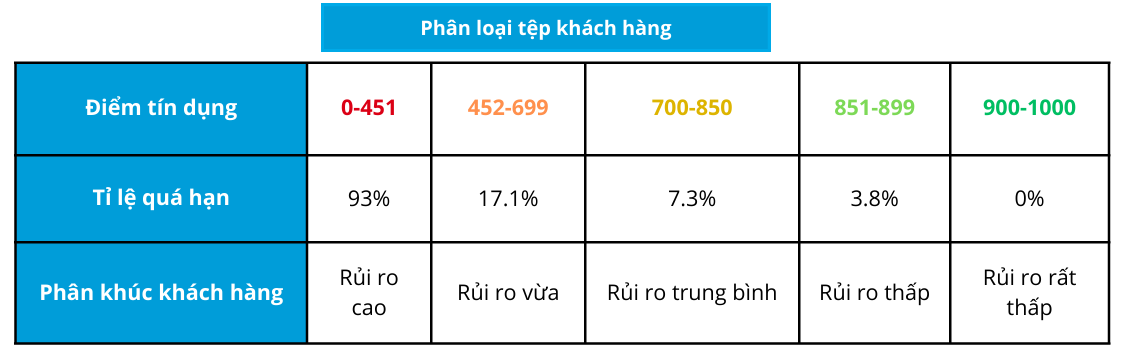 Phân loại tệp khách hàng
Điểm tín dụng
0-451
452-699
700-850
851-899
900-1000
Tỉ lệ quá hạn
93%
17.1%
7.3%
3.8%
0%
Phân khúc khách hàng
Rủi ro
cao
Rủi ro vừa
Rủi ro trung bình
Rủi ro thấp
Rủi ro rất
thấp